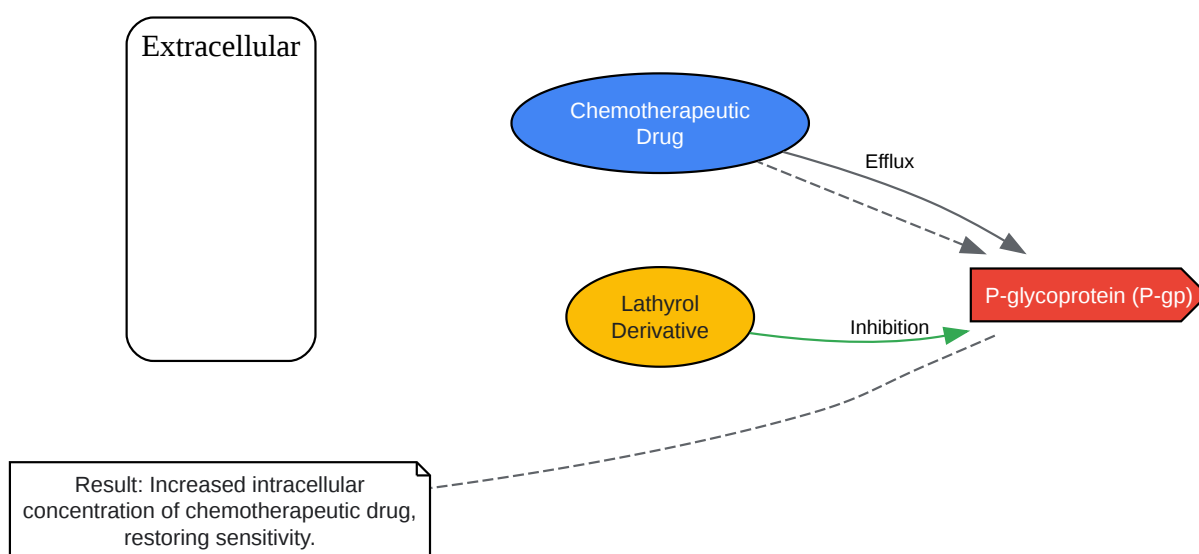 Extracellular
Chemotherapeutic
Drug
Efflux
P-glycoprotein (P-gp)
Lathyrol
Derivative
Inhibition
Result: Increased intracellular
concentration of chemotherapeutic drug,
restoring sensitivity.